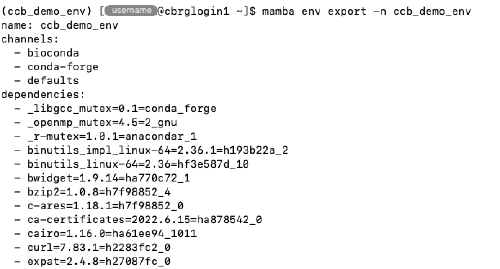 (ccb_demo_env) [username@cbrglogin1 ~]$ mamba env export -n ccb_demo_env
name: ccb_demo_env
channels:
  - bioconda
  - conda-forge
  - defaults
dependencies:
  - _libgcc_mutex=0.1=conda_forge
  - _openmp_mutex=4.5=2_gnu
  - _r-mutex=1.0.1=anacondar_1
  - binutils_impl_linux-64=2.36.1=h193b22a_2
  - binutils_linux-64=2.36=hf3e587d_10
  - bwidget=1.9.14=ha770c72_1
  - bzip2=1.0.8=h7f98852_4
  - c-ares=1.18.1=h7f98852_0
  - ca-certificates=2022.6.15=ha878542_0
  - cairo=1.16.0=ha61ee94_1011
  - curl=7.83.1=h2283fc2_0
  - expat=2.4.8=h27087fc_0